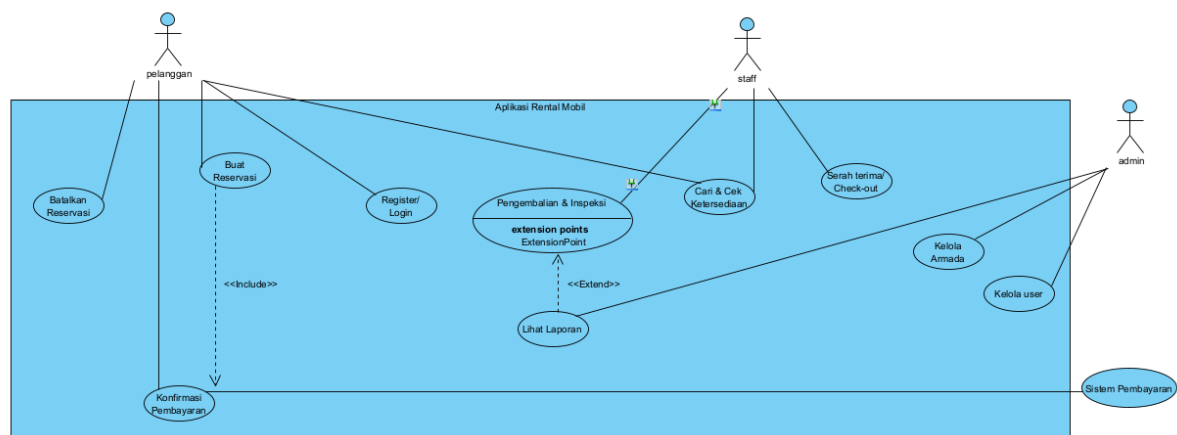 pelanggan
staff
admin
Aplikasi Rental Mobil
Buat
Reservasi
Batalkan
Reservasi
Register/
Login
Pengembalian & Inspeksi
extension points
ExtensionPoint
Cari & Cek
Ketersediaan
Serah terima/
Check-out
Kelola
Armada
Kelola user
<<Include>>
<<Extend>>
Lihat Laporan
Konfirmasi
Pembayaran
Sistem Pembayaran